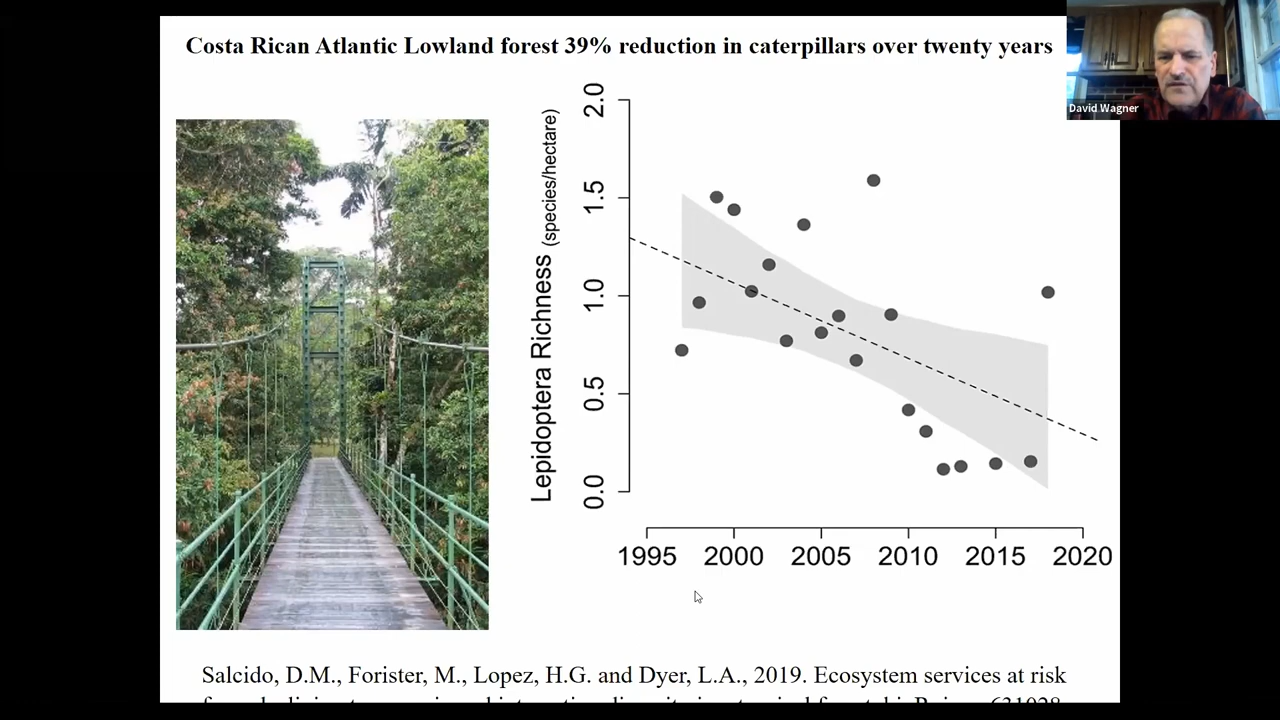 Costa Rican Atlantic Lowland forest 39% reduction in caterpillars over twenty years
David Wagner
Lepidoptera Richness (species/hectare)
2.0
1.5
1.0
0.5
0.0
1995 2000 2005 2010 2015 2020
Salcido, D.M., Forister, M., Lopez, H.G. and Dyer, L.A., 2019. Ecosystem services at risk